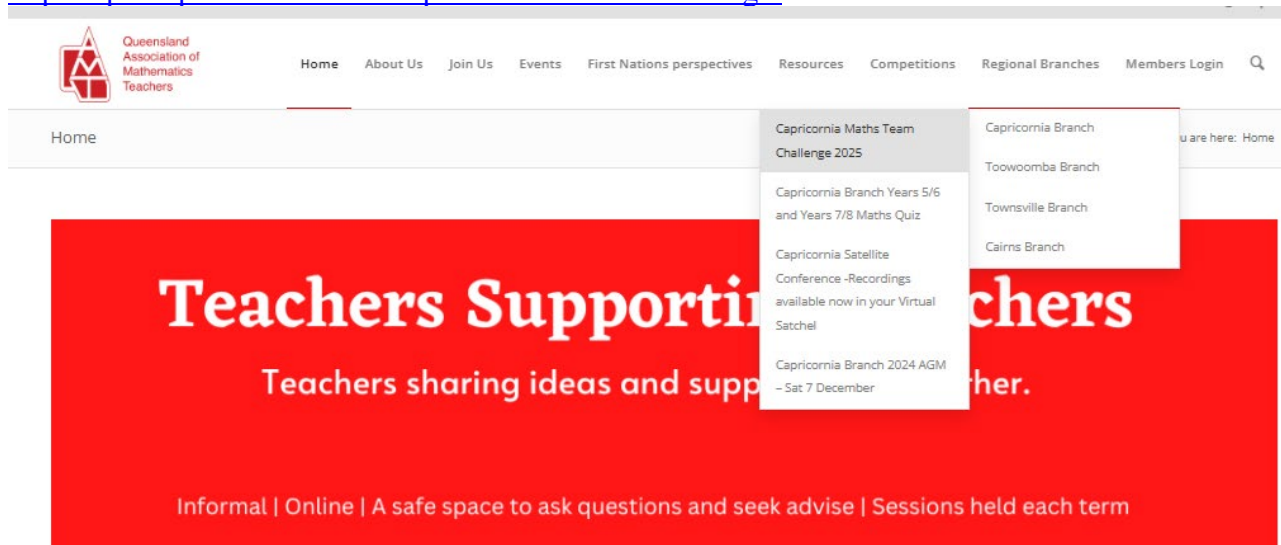 Queensland
Association of
Mathematics
Teachers
Home About Us Join Us Events First Nations perspectives Resources Competitions Regional Branches Members Login
Home
u are here: Home
Capricornia Maths Team
Challenge 2025
Capricornia Branch Years 5/6
and Years 7/8 Maths Quiz
Capricornia Satellite
Conference -Recordings
available now in your Virtual
Satchel
Capricornia Branch 2024 AGM
– Sat 7 December
Capricornia Branch
Toowoomba Branch
Townsville Branch
Cairns Branch
Teachers Supporti chers
Teachers sharing ideas and supp her.
Informal | Online | A safe space to ask questions and seek advise | Sessions held each term